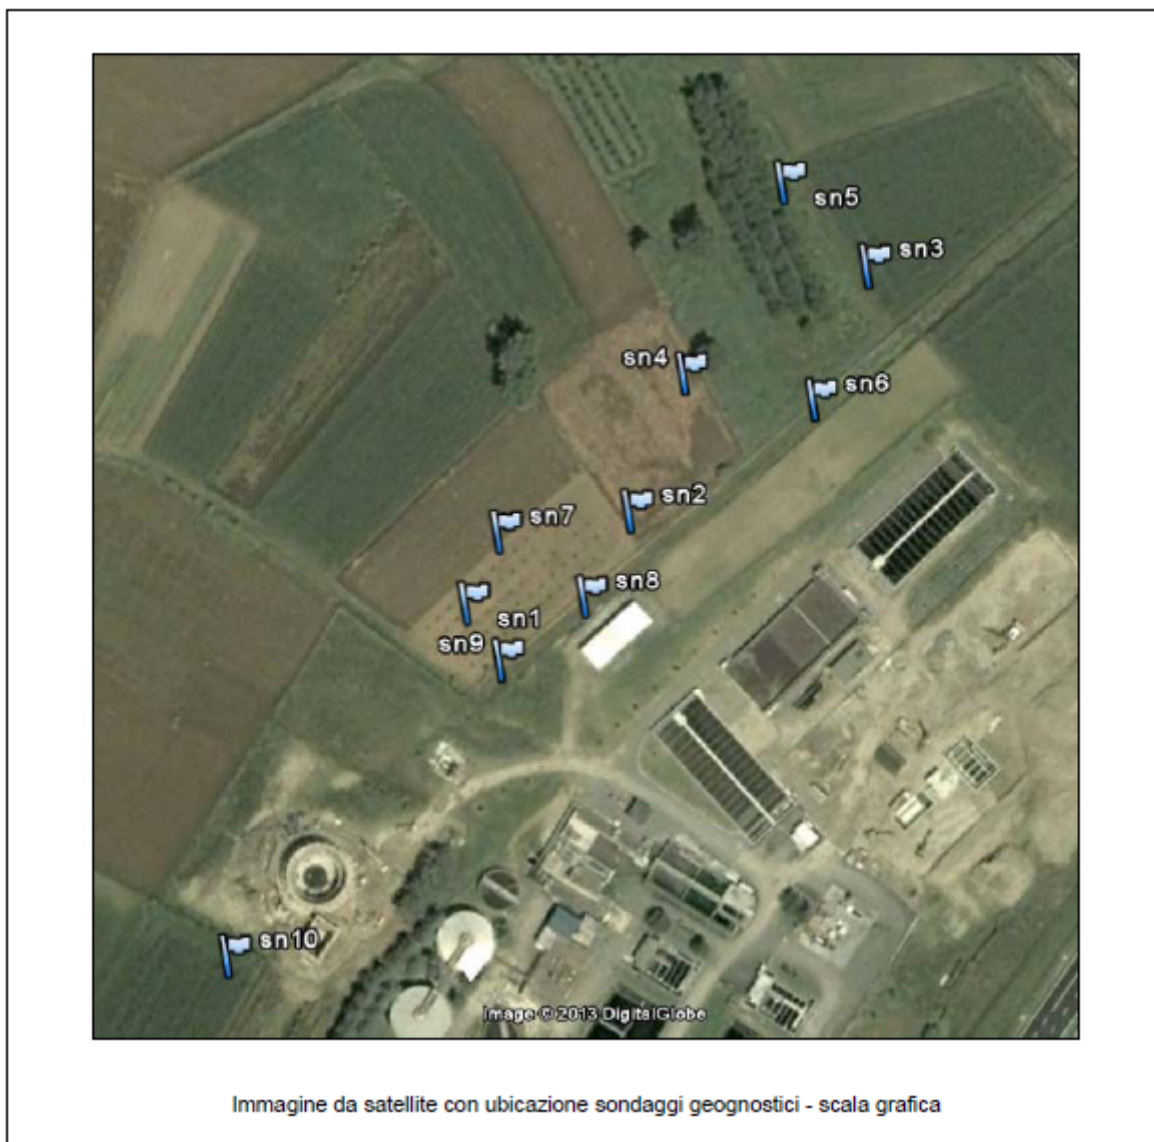 sn5
sn3
sn4
sn6
sn2
sn7
sn8
sn1
sn9
sn10
Image © 2013 DigitalGlobe
Immagine da satellite con ubicazione sondaggi geognostici - scala grafica